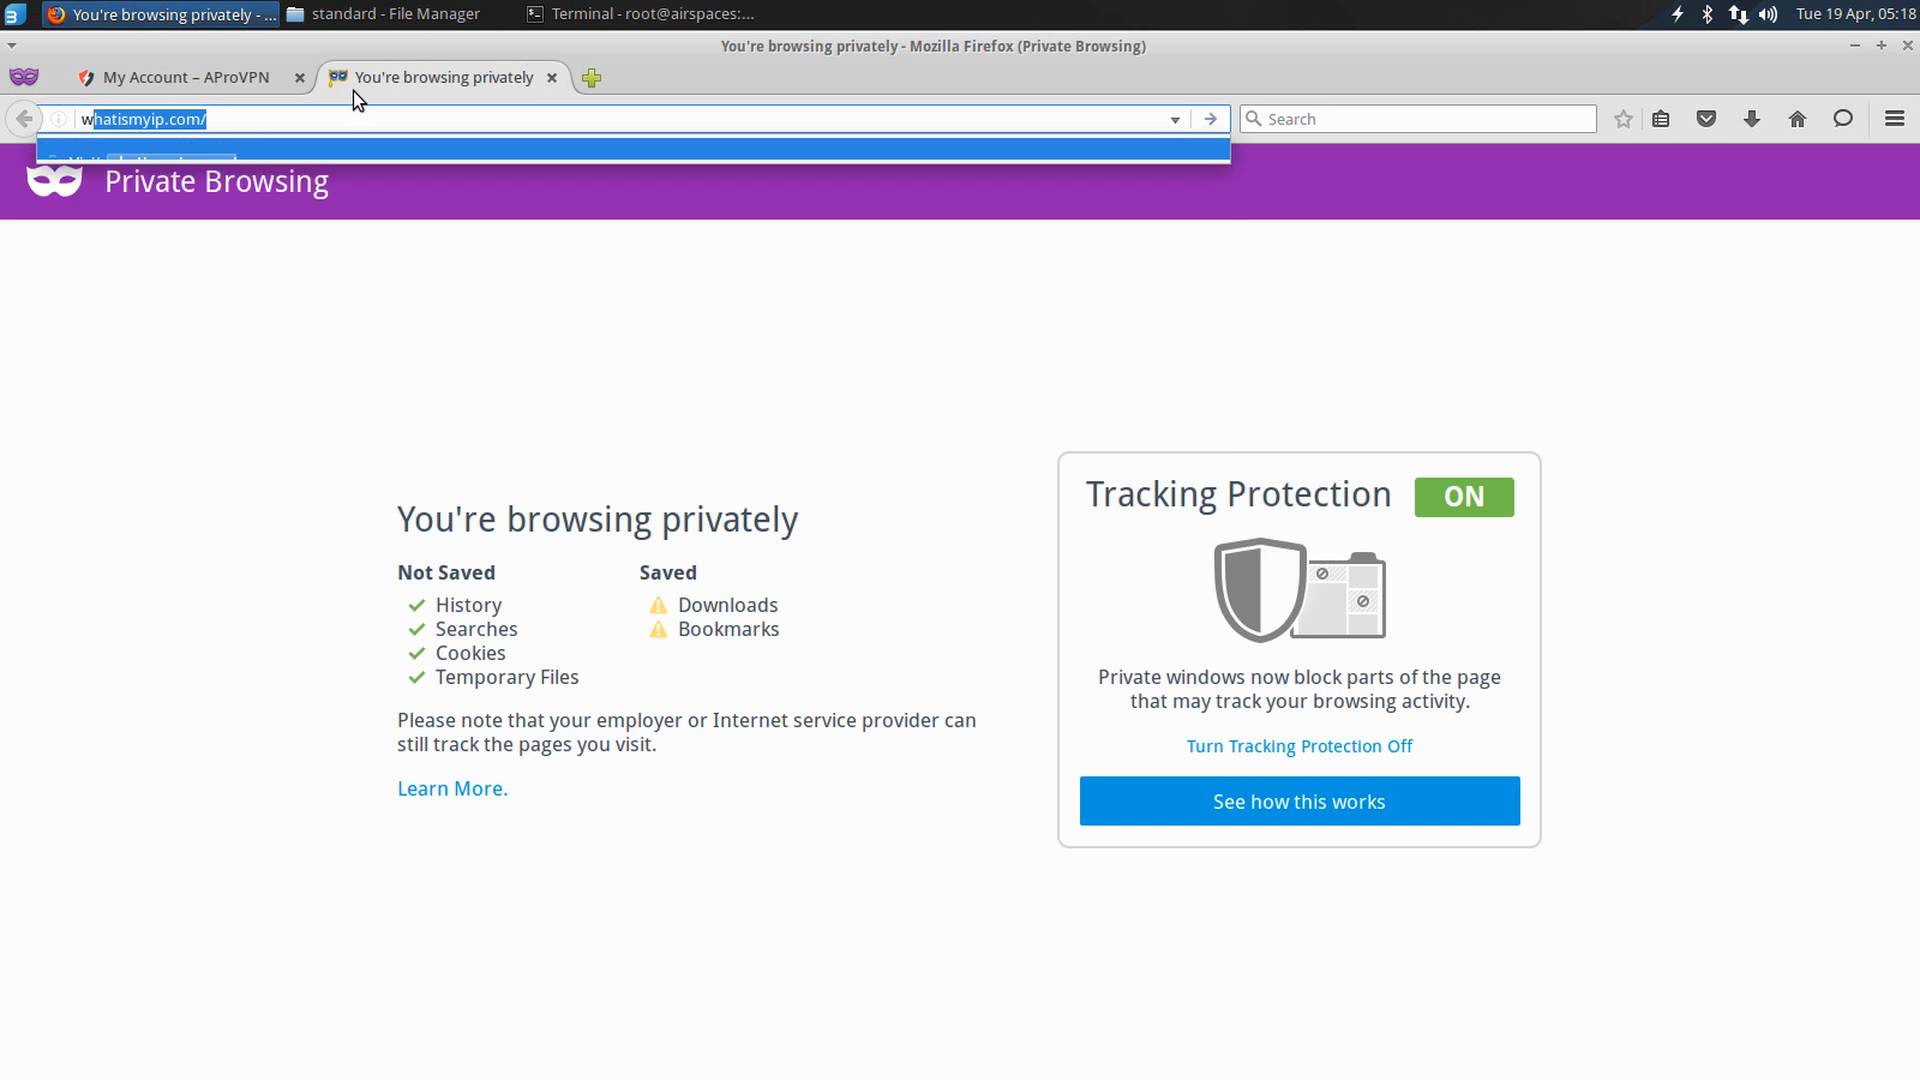 You're browsing privately - ...
standard - File Manager
Terminal - root@airspaces:...
Tue 19 Apr, 05:18
You're browsing privately - Mozilla Firefox (Private Browsing)
My Account – AProVPN
You're browsing privately
whatismyip.com/
Search
Private Browsing
You're browsing privately
Not Saved
Saved
History
Downloads
Searches
Bookmarks
Cookies
Temporary Files
Please note that your employer or Internet service provider can
still track the pages you visit.
Learn More.
Tracking Protection
ON
Private windows now block parts of the page
that may track your browsing activity.
Turn Tracking Protection Off
See how this works